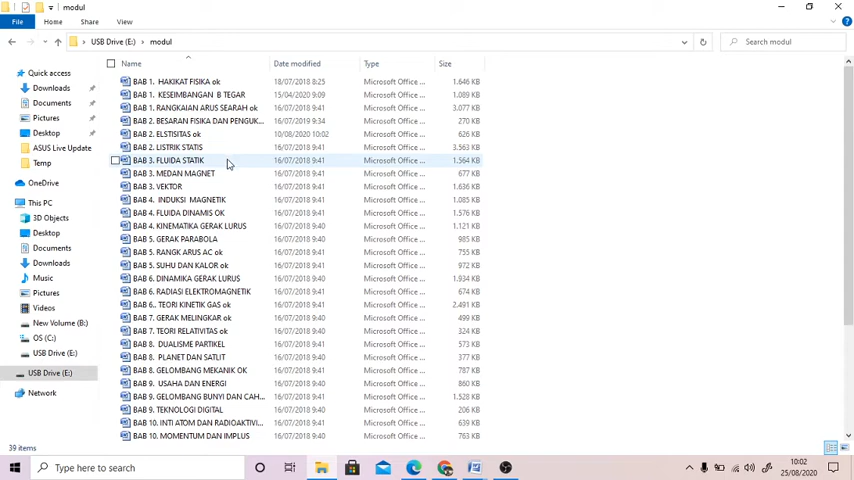 modul
File Home Share View
USB Drive (E:) modul Search modul
Name Date modified Type Size
Quick access
Downloads
Documents
Pictures
Desktop
ASUS Live Update
Temp
OneDrive
This PC
3D Objects
Desktop
Documents
Downloads
Music
Pictures
Videos
New Volume (B:)
OS (C:)
USB Drive (E:)
USB Drive (E:)
Network
BAB 1. HAKIKAT FISIKA ok 18/07/2018 8:25 Microsoft Office ... 1.646 KB
BAB 1. KESEIMBANGAN B TEGAR 15/04/2020 9:09 Microsoft Office ... 1.089 KB
BAB 1. RANGKAIAN ARUS SEARAH ok 16/07/2018 9:41 Microsoft Office ... 3.077 KB
BAB 2. BESARAN FISIKA DAN PENGUK... 16/07/2019 9:34 Microsoft Office ... 270 KB
BAB 2. ELSTISITAS ok 10/08/2020 10:02 Microsoft Office ... 626 KB
BAB 2. LISTRIK STATIS 16/07/2018 9:41 Microsoft Office ... 3.563 KB
BAB 3. FLUIDA STATIK 16/07/2018 9:41 Microsoft Office ... 1.564 KB
BAB 3. MEDAN MAGNET 16/07/2018 9:41 Microsoft Office ... 677 KB
BAB 3. VEKTOR 16/07/2018 9:41 Microsoft Office ... 1.636 KB
BAB 4. INDUKSI MAGNETIK 16/07/2018 9:41 Microsoft Office ... 1.085 KB
BAB 4. FLUIDA DINAMIS OK 16/07/2018 9:41 Microsoft Office ... 1.576 KB
BAB 4. KINEMATIKA GERAK LURUS 16/07/2018 9:40 Microsoft Office ... 1.121 KB
BAB 5. GERAK PARABOLA 16/07/2018 9:40 Microsoft Office ... 985 KB
BAB 5. RANGK ARUS AC ok 16/07/2018 9:41 Microsoft Office ... 755 KB
BAB 5. SUHU DAN KALOR ok 16/07/2018 9:41 Microsoft Office ... 972 KB
BAB 6. DINAMIKA GERAK LURUS 16/07/2018 9:40 Microsoft Office ... 1.934 KB
BAB 6. RADIASI ELEKTROMAGNETIK 16/07/2018 9:41 Microsoft Office ... 674 KB
BAB 6.. TEORI KINETIK GAS ok 16/07/2018 9:41 Microsoft Office ... 2.491 KB
BAB 7. GERAK MELINGKAR ok 16/07/2018 9:40 Microsoft Office ... 499 KB
BAB 7. TEORI RELATIVITAS ok 16/07/2018 9:40 Microsoft Office ... 324 KB
BAB 8. DUALISME PARTIKEL 16/07/2018 9:41 Microsoft Office ... 573 KB
BAB 8. PLANET DAN SATLIT 16/07/2018 9:41 Microsoft Office ... 377 KB
BAB 8. GELOMBANG MEKANIK OK 16/07/2018 9:41 Microsoft Office ... 787 KB
BAB 9. USAHA DAN ENERGI 16/07/2018 9:40 Microsoft Office ... 860 KB
BAB 9. GELOMBANG BUNYI DAN CAH... 16/07/2018 9:41 Microsoft Office ... 1.528 KB
BAB 9. TEKNOLOGI DIGITAL 16/07/2018 9:40 Microsoft Office ... 206 KB
BAB 10. INTI ATOM DAN RADIOAKTIVI... 16/07/2018 9:41 Microsoft Office ... 639 KB
BAB 10. MOMENTUM DAN IMPLUS 16/07/2018 9:40 Microsoft Office ... 763 KB
39 items
Type here to search
10:02
25/08/2020